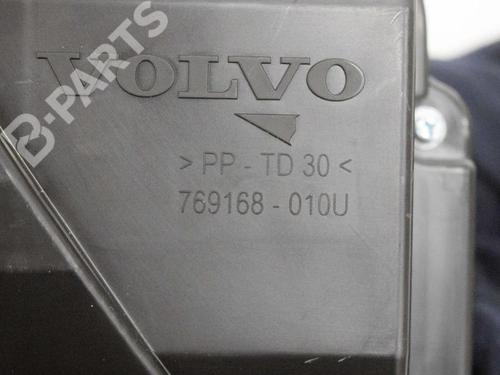 VOLVO
> PP - TD 30 <
769168 - 010U
B-PARTS